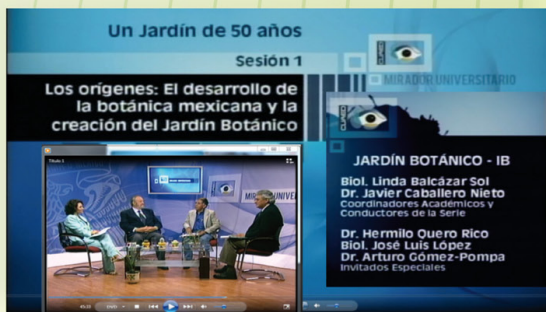 Un Jardín de 50 años
Sesión 1
Los orígenes: El desarrollo de
la botánica mexicana y la
creación del Jardín Botánico
MIRADOR UNIVERSITARIO
JARDÍN BOTÁNICO - IB
Biol. Linda Balcázar Sol
Dr. Javier Caballero Nieto
Coordinadores Académicos y
Conductores de la Serie
Dr. Hermilo Quero Rico
Biol. José Luis López
Dr. Arturo Gómez-Pompa
Invitados Especiales
Título 1